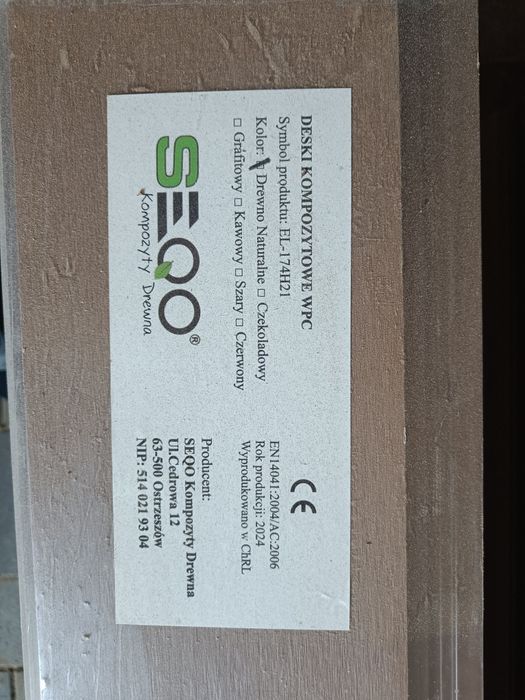 DESKI KOMPOZYTOWE WPC
Symbol produktu: EL-174H21
Kolor: □ Drewno Naturalne □ Czekoladowy
□ Gráfitowy □ Kawowy □ Szary □ Czerwony
SEQO®
Kompozyty Drewna
CE
EN14041:2004/AC:2006
Rok produkcji: 2024
Wyprodukowano w ChRL
Producent:
SEQO Kompozyty Drewna
Ul.Cedrowa 12
63-500 Ostrzeszów
NIP: 514 021 93 04